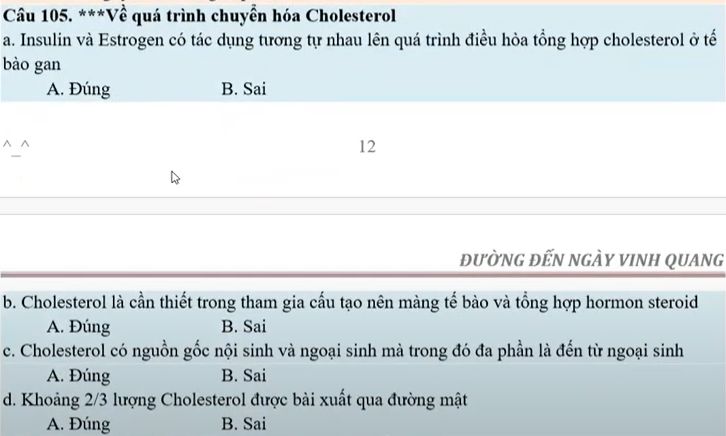 Câu 105. ***Về quá trình chuyển hóa Cholesterol
a. Insulin và Estrogen có tác dụng tương tự nhau lên quá trình điều hòa tổng hợp cholesterol ở tế
bào gan
A. Đúng B. Sai
^_^ 12
ĐƯỜNG ĐẾN NGÀY VINH QUANG
b. Cholesterol là cần thiết trong tham gia cấu tạo nên màng tế bào và tổng hợp hormon steroid
A. Đúng B. Sai
c. Cholesterol có nguồn gốc nội sinh và ngoại sinh mà trong đó đa phần là đến từ ngoại sinh
A. Đúng B. Sai
d. Khoảng 2/3 lượng Cholesterol được bài xuất qua đường mật
A. Đúng B. Sai